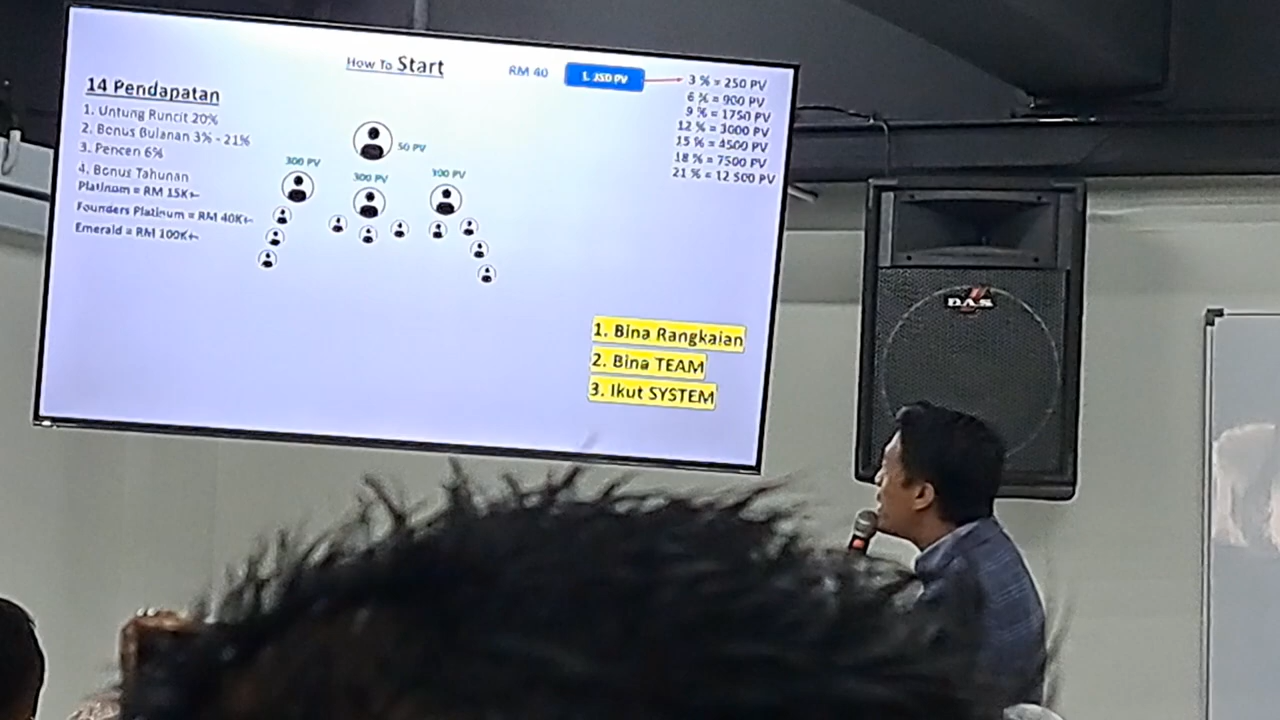 How To Start
14 Pendapatan
1. Untung Runcit 20%
2. Bonus Bulanan 3% - 21%
3. Pencen 6%
4. Bonus Tahunan
Platinum = RM 15K+-
Founders Platinum = RM 40K+-
Emerald = RM 100K+-
50 PV
300 PV
300 PV
300 PV
RM 40
1. 350 PV
3 % = 250 PV
6 % = 900 PV
9 % = 1750 PV
12 % = 3000 PV
15 % = 4500 PV
18 % = 7500 PV
21 % = 12 500 PV
1. Bina Rangkaian
2. Bina TEAM
3. Ikut SYSTEM
D.A.S